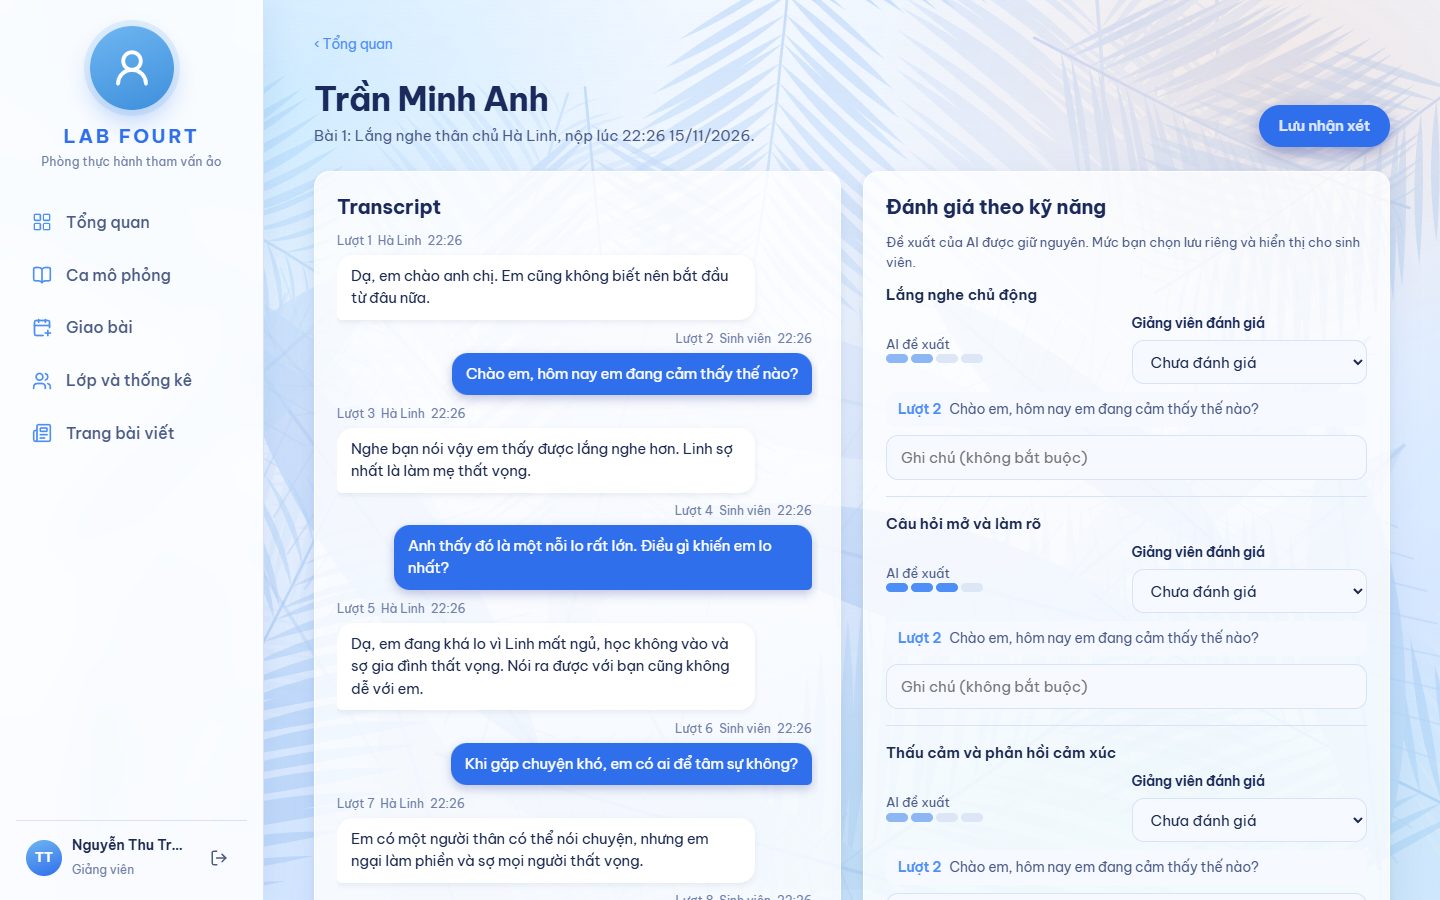 LAB FOURT
Phòng thực hành tham vấn ảo
Tổng quan
Ca mô phỏng
Giao bài
Lớp và thống kê
Trang bài viết
TT
Nguyễn Thu Tr...
Giảng viên
‹ Tổng quan
Trần Minh Anh
Bài 1: Lắng nghe thân chủ Hà Linh, nộp lúc 22:26 15/11/2026.
Lưu nhận xét
Transcript
Lượt 1 Hà Linh 22:26
Dạ, em chào anh chị. Em cũng không biết nên bắt đầu
từ đâu nữa.
Lượt 2 Sinh viên 22:26
Chào em, hôm nay em đang cảm thấy thế nào?
Lượt 3 Hà Linh 22:26
Nghe bạn nói vậy em thấy được lắng nghe hơn. Linh sợ
nhất là làm mẹ thất vọng.
Lượt 4 Sinh viên 22:26
Anh thấy đó là một nỗi lo rất lớn. Điều gì khiến em lo
nhất?
Lượt 5 Hà Linh 22:26
Dạ, em đang khá lo vì Linh mất ngủ, học không vào và
sợ gia đình thất vọng. Nói ra được với bạn cũng không
dễ với em.
Lượt 6 Sinh viên 22:26
Khi gặp chuyện khó, em có ai để tâm sự không?
Lượt 7 Hà Linh 22:26
Em có một người thân có thể nói chuyện, nhưng em
ngại làm phiền và sợ mọi người thất vọng.
Lượt 8 Sinh viên 22:26
Đánh giá theo kỹ năng
Đề xuất của AI được giữ nguyên. Mức bạn chọn lưu riêng và hiển thị cho sinh
viên.
Lắng nghe chủ động
Giảng viên đánh giá
AI đề xuất
Chưa đánh giá
Lượt 2 Chào em, hôm nay em đang cảm thấy thế nào?
Ghi chú (không bắt buộc)
Câu hỏi mở và làm rõ
Giảng viên đánh giá
AI đề xuất
Chưa đánh giá
Lượt 2 Chào em, hôm nay em đang cảm thấy thế nào?
Ghi chú (không bắt buộc)
Thấu cảm và phản hồi cảm xúc
Giảng viên đánh giá
AI đề xuất
Chưa đánh giá
Lượt 2 Chào em, hôm nay em đang cảm thấy thế nào?